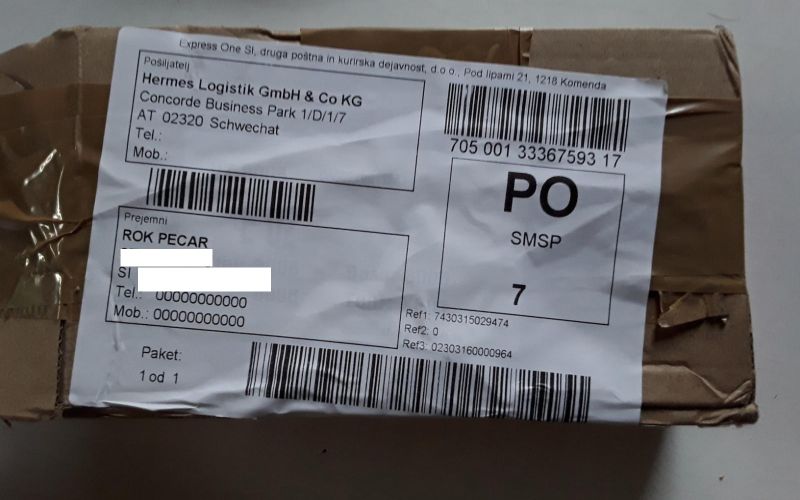 Express One SI, druga poštna in kurirska dejavnost, d.o.o., Pod lipami 21, 1218 Komenda
Pošiljatelj
Hermes Logistik GmbH & Co KG
Concorde Business Park 1/D/1/7
AT 02320 Schwechat
Tel.:
Mob.:
705 001 33367593 17
PO
SMSP
7
Prejemni
ROK PECAR
SI
Tel.: 00000000000
Mob.: 00000000000
Ref1: 7430315029474
Ref2: 0
Ref3: 02303160000964
Paket:
1 od 1